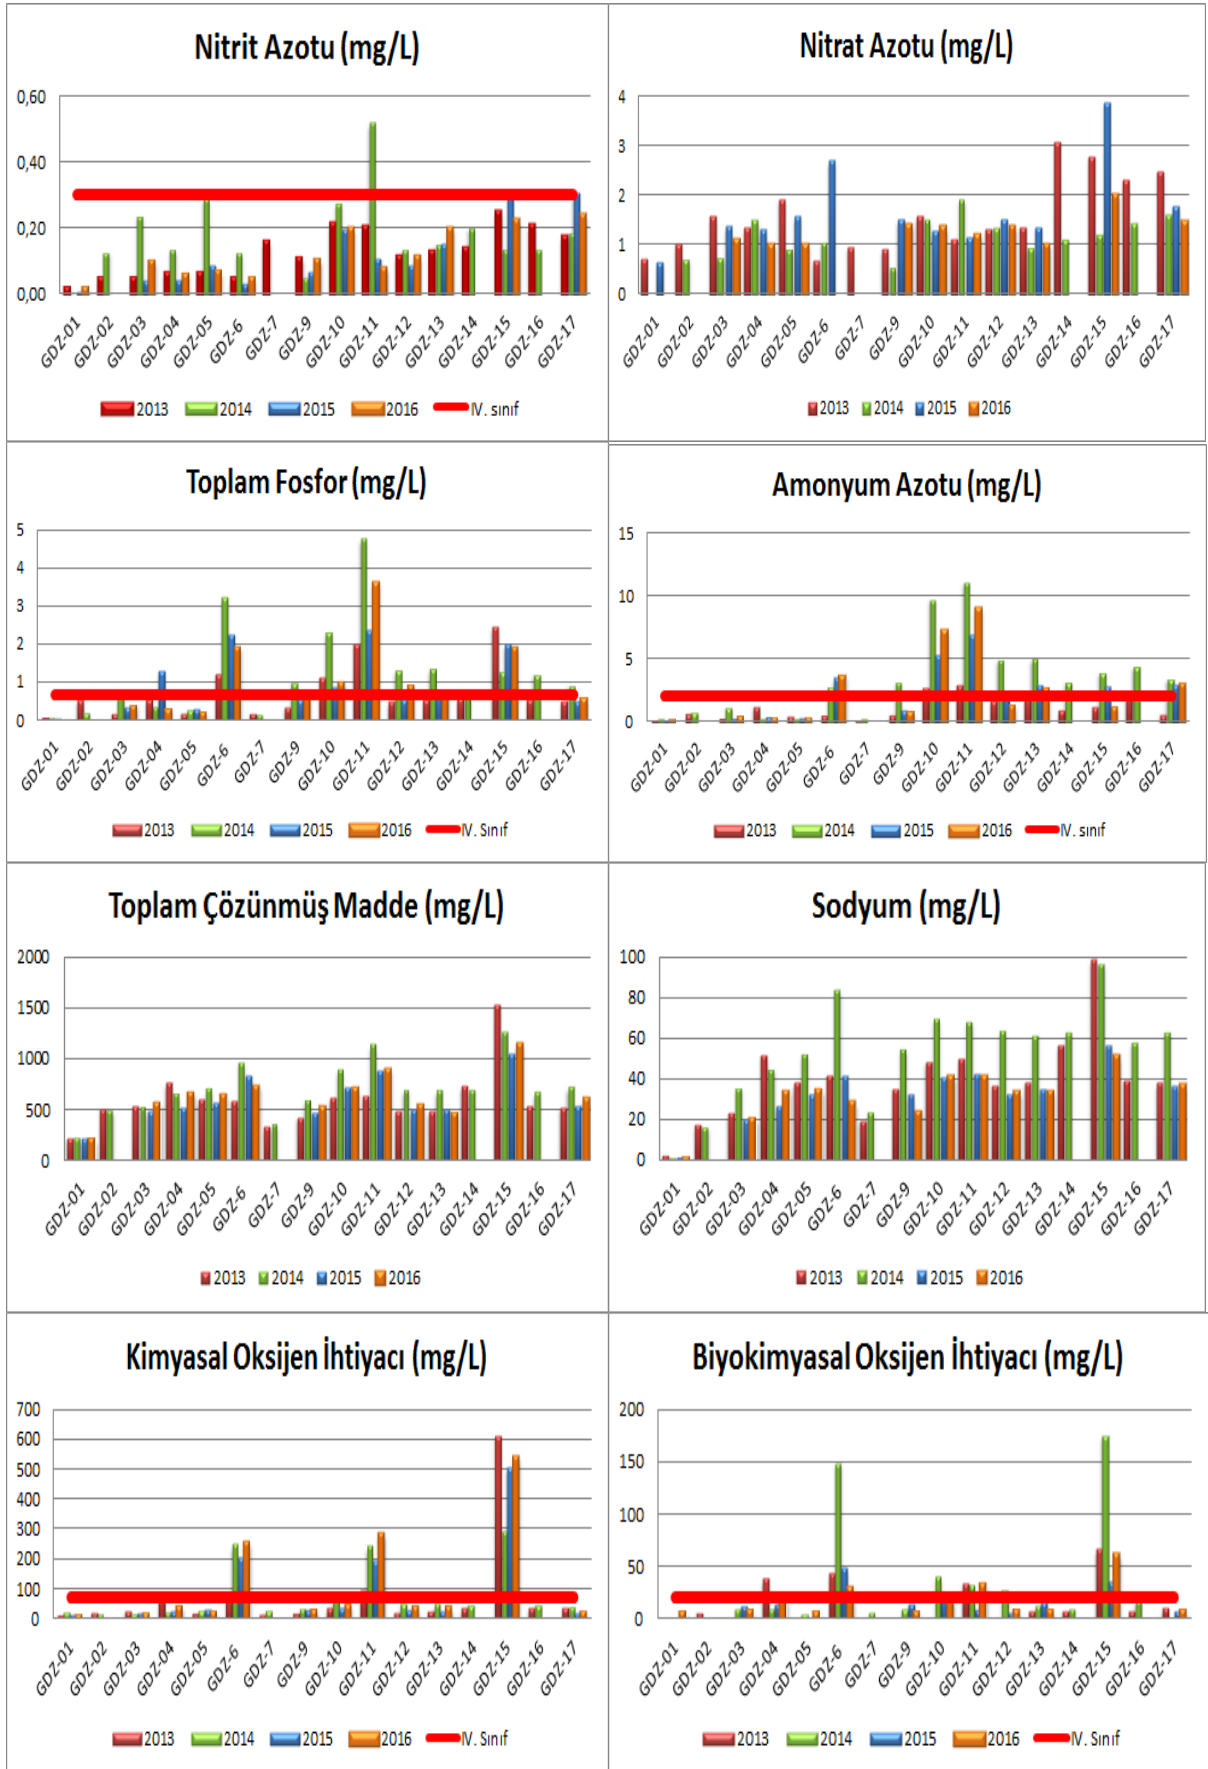 Nitrit Azotu (mg/L)
0,60
0,40
0,20
0,00
GDZ-01
GDZ-02
GDZ-03
GDZ-04
GDZ-05
GDZ-6
GDZ-7
GDZ-9
GDZ-10
GDZ-11
GDZ-12
GDZ-13
GDZ-14
GDZ-15
GDZ-16
GDZ-17
2013 2014 2015 2016 IV. sınıf
Nitrat Azotu (mg/L)
4
3
2
1
0
GDZ-01
GDZ-02
GDZ-03
GDZ-04
GDZ-05
GDZ-6
GDZ-7
GDZ-9
GDZ-10
GDZ-11
GDZ-12
GDZ-13
GDZ-14
GDZ-15
GDZ-16
GDZ-17
2013 2014 2015 2016
Toplam Fosfor (mg/L)
5
4
3
2
1
0
GDZ-01
GDZ-02
GDZ-03
GDZ-04
GDZ-05
GDZ-6
GDZ-7
GDZ-9
GDZ-10
GDZ-11
GDZ-12
GDZ-13
GDZ-14
GDZ-15
GDZ-16
GDZ-17
2013 2014 2015 2016 IV. Sınıf
Amonyum Azotu (mg/L)
15
10
5
0
GDZ-01
GDZ-02
GDZ-03
GDZ-04
GDZ-05
GDZ-6
GDZ-7
GDZ-9
GDZ-10
GDZ-11
GDZ-12
GDZ-13
GDZ-14
GDZ-15
GDZ-16
GDZ-17
2013 2014 2015 2016 IV. sınıf
Toplam Çözünmüş Madde (mg/L)
2000
1500
1000
500
0
GDZ-01
GDZ-02
GDZ-03
GDZ-04
GDZ-05
GDZ-6
GDZ-7
GDZ-9
GDZ-10
GDZ-11
GDZ-12
GDZ-13
GDZ-14
GDZ-15
GDZ-16
GDZ-17
2013 2014 2015 2016
Sodyum (mg/L)
100
80
60
40
20
0
GDZ-01
GDZ-02
GDZ-03
GDZ-04
GDZ-05
GDZ-6
GDZ-7
GDZ-9
GDZ-10
GDZ-11
GDZ-12
GDZ-13
GDZ-14
GDZ-15
GDZ-16
GDZ-17
2013 2014 2015 2016
Kimyasal Oksijen İhtiyacı (mg/L)
700
600
500
400
300
200
100
0
GDZ-01
GDZ-02
GDZ-03
GDZ-04
GDZ-05
GDZ-6
GDZ-7
GDZ-9
GDZ-10
GDZ-11
GDZ-12
GDZ-13
GDZ-14
GDZ-15
GDZ-16
GDZ-17
2013 2014 2015 2016 IV. Sınıf
Biyokimyasal Oksijen İhtiyacı (mg/L)
200
150
100
50
0
GDZ-01
GDZ-02
GDZ-03
GDZ-04
GDZ-05
GDZ-6
GDZ-7
GDZ-9
GDZ-10
GDZ-11
GDZ-12
GDZ-13
GDZ-14
GDZ-15
GDZ-16
GDZ-17
2013 2014 2015 2016 IV. Sınıf